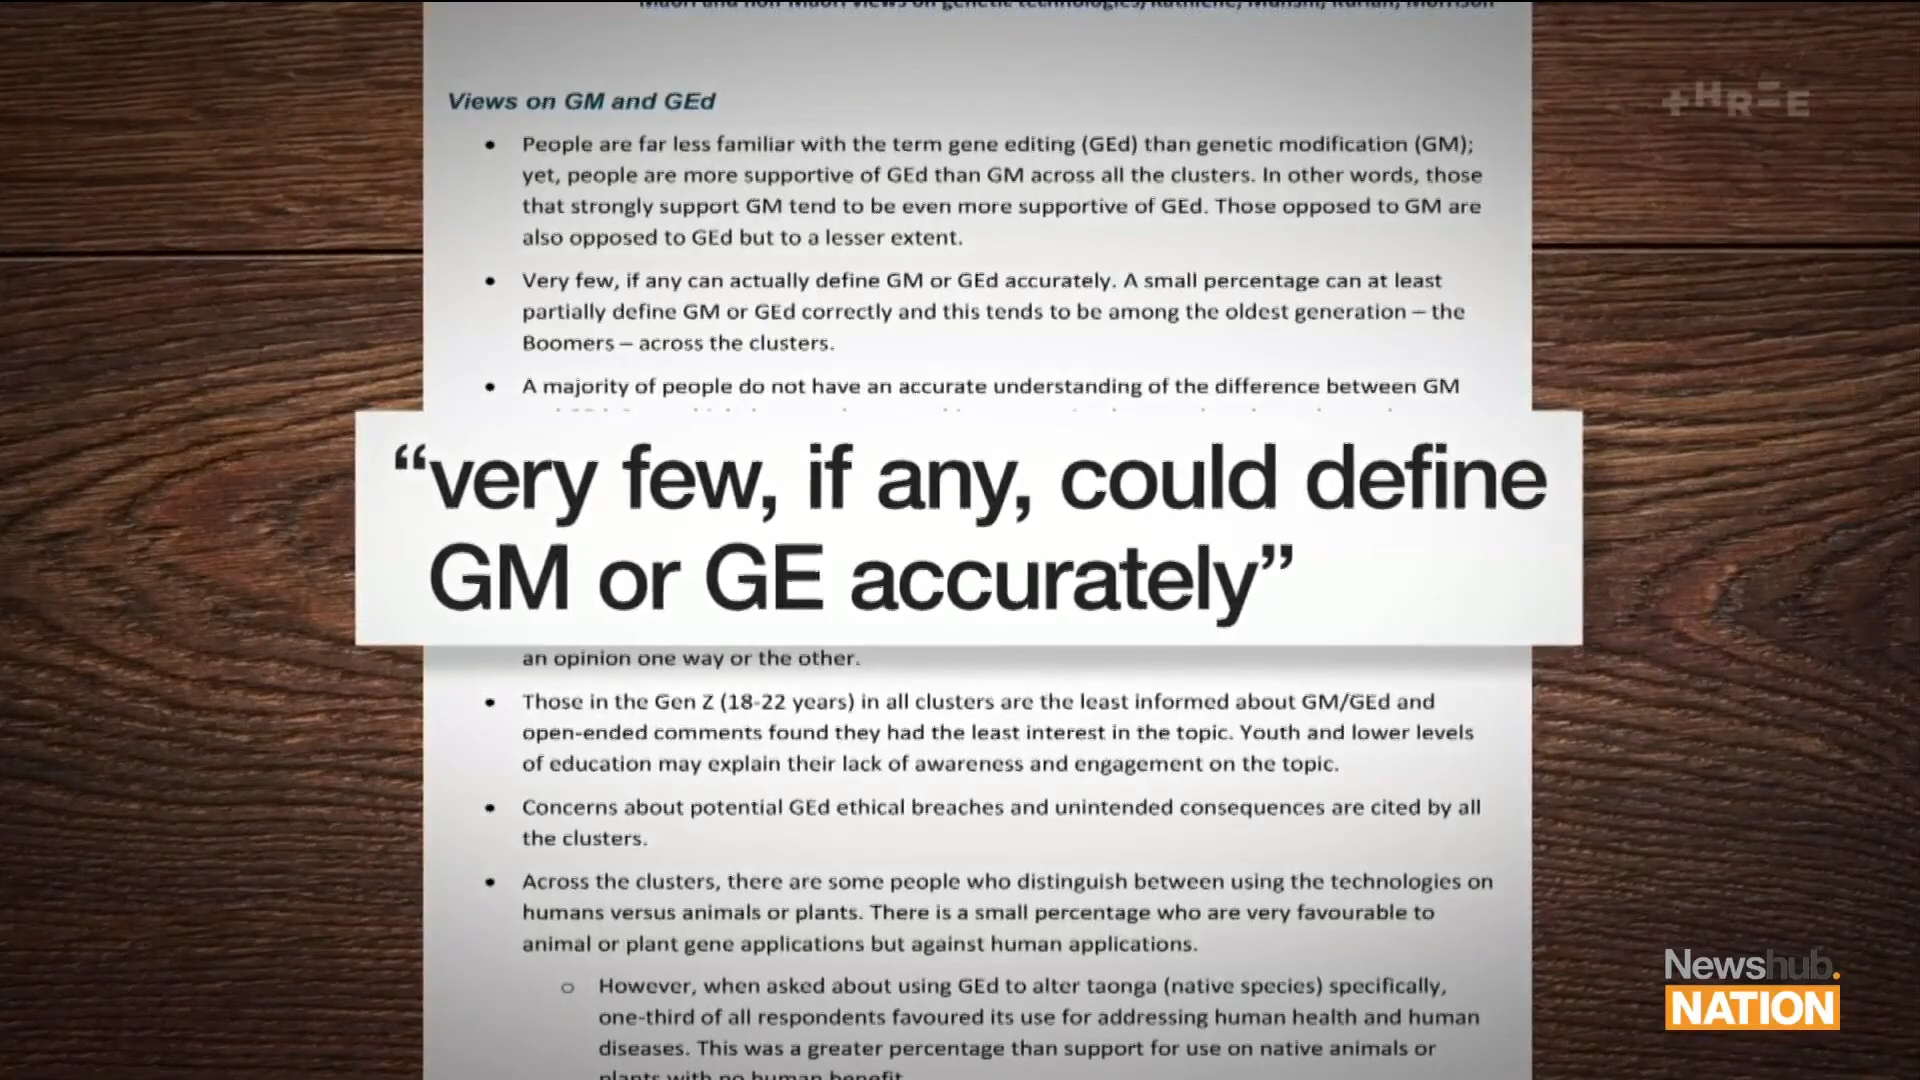 Māori and non-Māori views on genetic technologies/
Views on GM and GEd
THREE
• People are far less familiar with the term gene editing (GEd) than genetic modification (GM);
yet, people are more supportive of GEd than GM across all the clusters. In other words, those
that strongly support GM tend to be even more supportive of GEd. Those opposed to GM are
also opposed to GEd but to a lesser extent.
• Very few, if any can actually define GM or GEd accurately. A small percentage can at least
partially define GM or GEd correctly and this tends to be among the oldest generation – the
Boomers – across the clusters.
• A majority of people do not have an accurate understanding of the difference between GM
“very few, if any, could define
GM or GE accurately”
an opinion one way or the other.
• Those in the Gen Z (18-22 years) in all clusters are the least informed about GM/GEd and
open-ended comments found they had the least interest in the topic. Youth and lower levels
of education may explain their lack of awareness and engagement on the topic.
• Concerns about potential GEd ethical breaches and unintended consequences are cited by all
the clusters.
• Across the clusters, there are some people who distinguish between using the technologies on
humans versus animals or plants. There is a small percentage who are very favourable to
animal or plant gene applications but against human applications.
o However, when asked about using GEd to alter taonga (native species) specifically,
one-third of all respondents favoured its use for addressing human health and human
diseases. This was a greater percentage than support for use on native animals or
plants with no human benefit.
Newshub.
NATION